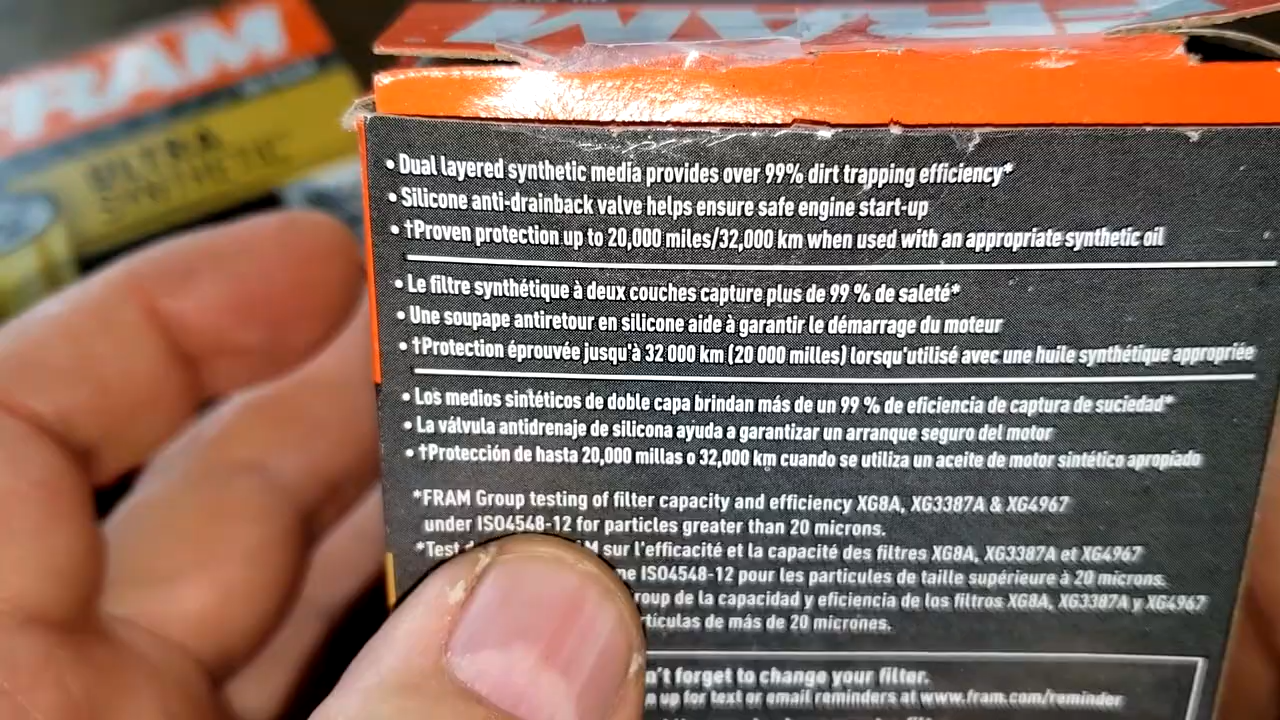 FRAM
FRAM
ULTRA
SYNTHETIC
• Dual layered synthetic media provides over 99% dirt trapping efficiency*
• Silicone anti-drainback valve helps ensure safe engine start-up
• †Proven protection up to 20,000 miles/32,000 km when used with an appropriate synthetic oil
• Le filtre synthétique à deux couches capture plus de 99 % de saleté*
• Une soupape antiretour en silicone aide à garantir le démarrage du moteur
• †Protection éprouvée jusqu'à 32 000 km (20 000 milles) lorsqu'utilisé avec une huile synthétique appropriée
• Los medios sintéticos de doble capa brindan más de un 99 % de eficiencia de captura de suciedad*
• La válvula antidrenaje de silicona ayuda a garantizar un arranque seguro del motor
• †Protección de hasta 20,000 millas o 32,000 km cuando se utiliza un aceite de motor sintético apropiado
*FRAM Group testing of filter capacity and efficiency XG8A, XG3387A & XG4967
under ISO4548-12 for particles greater than 20 microns.
*Test sur l'efficacité et la capacité des filtres XG8A, XG3387A et XG4967
ISO4548-12 pour les particules de taille supérieure à 20 microns.
de la capacidad y eficiencia de los filtros XG8A, XG3387A y XG4967
de más de 20 micrones.
forget to change your filter.
up for text or email reminders at www.fram.com/reminder